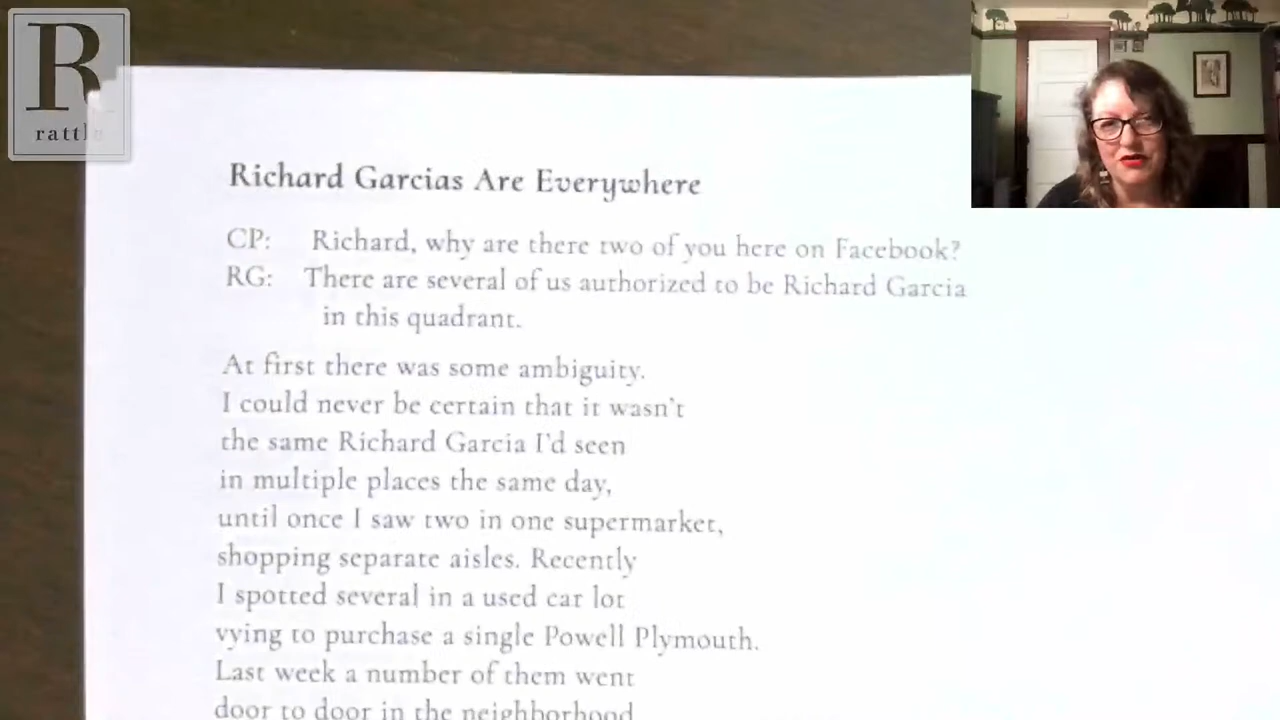 R
rattle
Richard Garcias Are Everywhere
CP: Richard, why are there two of you here on Facebook?
RG: There are several of us authorized to be Richard Garcia
in this quadrant.
At first there was some ambiguity.
I could never be certain that it wasn't
the same Richard Garcia I'd seen
in multiple places the same day,
until once I saw two in one supermarket,
shopping separate aisles. Recently
I spotted several in a used car lot
vying to purchase a single Powell Plymouth.
Last week a number of them went
door to door in the neighborhood